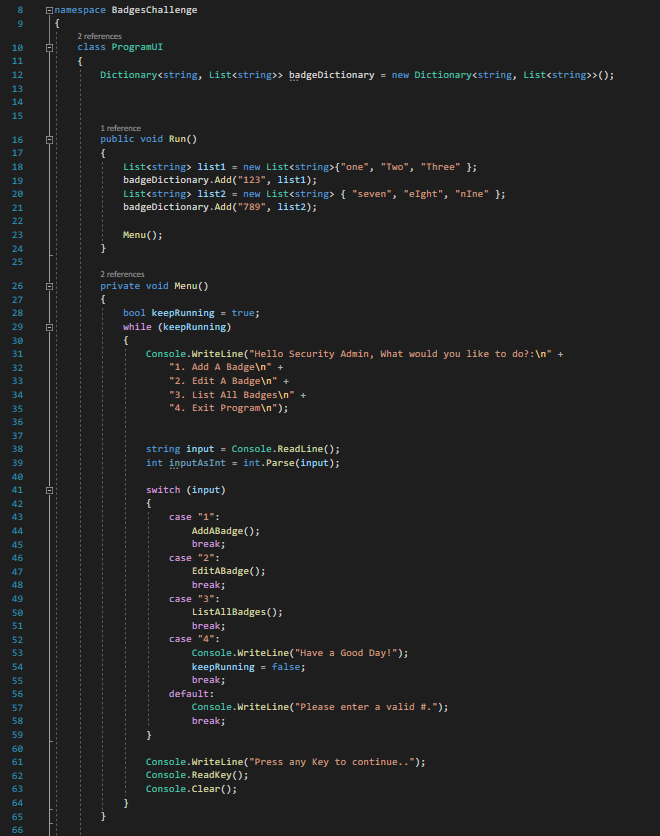 8 namespace BadgesChallenge
9 {
2 references
10 class ProgramUI
11 {
12 Dictionary<string, List<string>> badgeDictionary = new Dictionary<string, List<string>>();
13
14
15
1 reference
16 public void Run()
17 {
18 List<string> list1 = new List<string>{"one", "Two", "Three" };
19 badgeDictionary.Add("123", list1);
20 List<string> list2 = new List<string> { "seven", "eIght", "nIne" };
21 badgeDictionary.Add("789", list2);
22
23 Menu();
24 }
25
2 references
26 private void Menu()
27 {
28 bool keepRunning = true;
29 while (keepRunning)
30 {
31 Console.WriteLine("Hello Security Admin, What would you like to do?:\n" +
32 "1. Add A Badge\n" +
33 "2. Edit A Badge\n" +
34 "3. List All Badges\n" +
35 "4. Exit Program\n");
36
37
38 string input = Console.ReadLine();
39 int inputAsInt = int.Parse(input);
40
41 switch (input)
42 {
43 case "1":
44 AddABadge();
45 break;
46 case "2":
47 EditABadge();
48 break;
49 case "3":
50 ListAllBadges();
51 break;
52 case "4":
53 Console.WriteLine("Have a Good Day!");
54 keepRunning = false;
55 break;
56 default:
57 Console.WriteLine("Please enter a valid #.");
58 break;
59 }
60
61 Console.WriteLine("Press any Key to continue..");
62 Console.ReadKey();
63 Console.Clear();
64 }
65 }
66